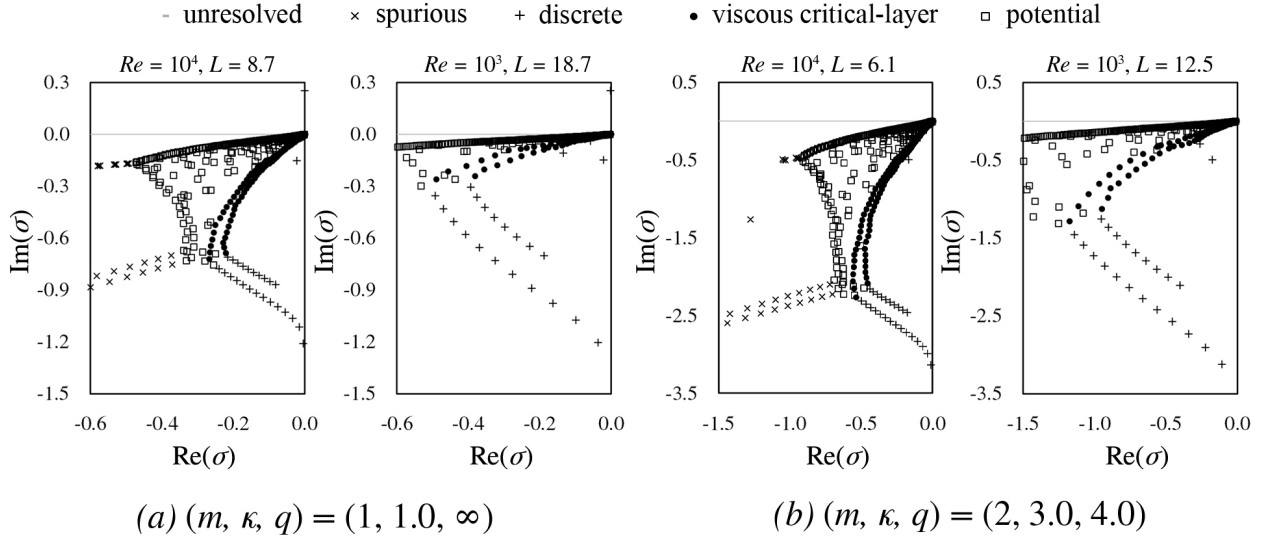 – unresolved × spurious + discrete ● viscous critical-layer □ potential
Re = 10⁴, L = 8.7
Re = 10³, L = 18.7
Re = 10⁴, L = 6.1
Re = 10³, L = 12.5
Im(σ)
0.3
0.0
-0.3
-0.6
-0.9
-1.2
-1.5
-0.6 -0.4 -0.2 0.0
Re(σ)
Im(σ)
0.3
0.0
-0.3
-0.6
-0.9
-1.2
-1.5
-0.6 -0.4 -0.2 0.0
Re(σ)
Im(σ)
0.5
-0.5
-1.5
-2.5
-3.5
-1.5 -1.0 -0.5 0.0
Re(σ)
Im(σ)
0.5
-0.5
-1.5
-2.5
-3.5
-1.5 -1.0 -0.5 0.0
Re(σ)
(a) (m, κ, q) = (1, 1.0, ∞)
(b) (m, κ, q) = (2, 3.0, 4.0)